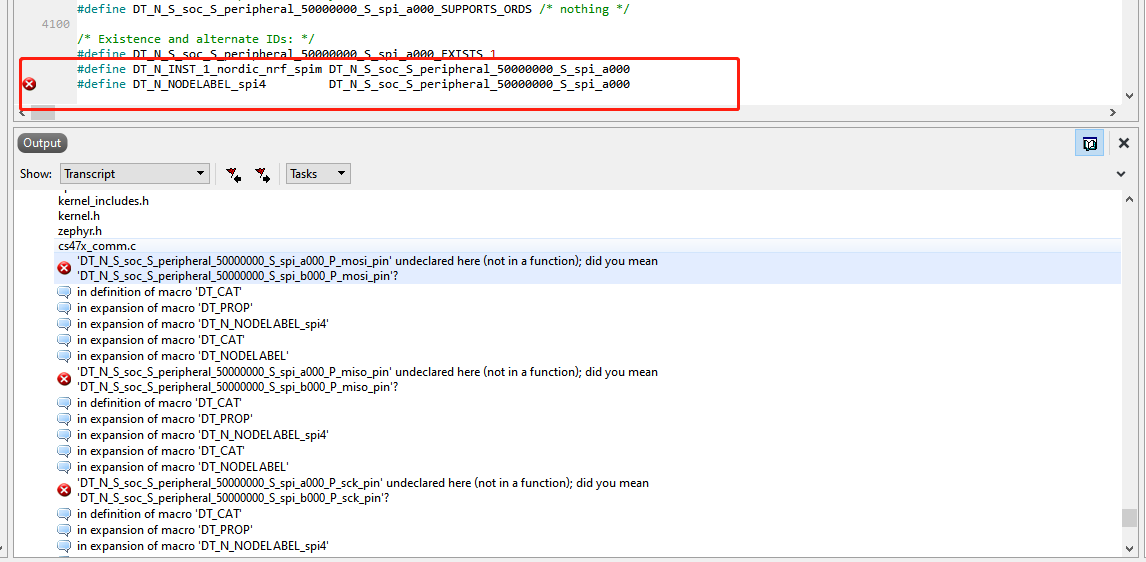 #define DT_N_S_soc_S_peripheral_50000000_S_spi_a000_SUPPORTS_ORDS /* nothing */
4100
/* Existence and alternate IDs: */
#define DT_N_S_soc_S_peripheral_50000000_S_spi_a000_EXISTS 1
#define DT_N_INST_1_nordic_nrf_spim DT_N_S_soc_S_peripheral_50000000_S_spi_a000
#define DT_N_NODELABEL_spi4 DT_N_S_soc_S_peripheral_50000000_S_spi_a000
Output
Show: Transcript Tasks
kernel_includes.h
kernel.h
zephyr.h
cs47x_comm.c
'DT_N_S_soc_S_peripheral_50000000_S_spi_a000_P_mosi_pin' undeclared here (not in a function); did you mean
'DT_N_S_soc_S_peripheral_50000000_S_spi_b000_P_mosi_pin'?
in definition of macro 'DT_CAT'
in expansion of macro 'DT_PROP'
in expansion of macro 'DT_N_NODELABEL_spi4'
in expansion of macro 'DT_CAT'
in expansion of macro 'DT_NODELABEL'
'DT_N_S_soc_S_peripheral_50000000_S_spi_a000_P_miso_pin' undeclared here (not in a function); did you mean
'DT_N_S_soc_S_peripheral_50000000_S_spi_b000_P_miso_pin'?
in definition of macro 'DT_CAT'
in expansion of macro 'DT_PROP'
in expansion of macro 'DT_N_NODELABEL_spi4'
in expansion of macro 'DT_CAT'
in expansion of macro 'DT_NODELABEL'
'DT_N_S_soc_S_peripheral_50000000_S_spi_a000_P_sck_pin' undeclared here (not in a function); did you mean
'DT_N_S_soc_S_peripheral_50000000_S_spi_b000_P_sck_pin'?
in definition of macro 'DT_CAT'
in expansion of macro 'DT_PROP'
in expansion of macro 'DT_N_NODELABEL_spi4'